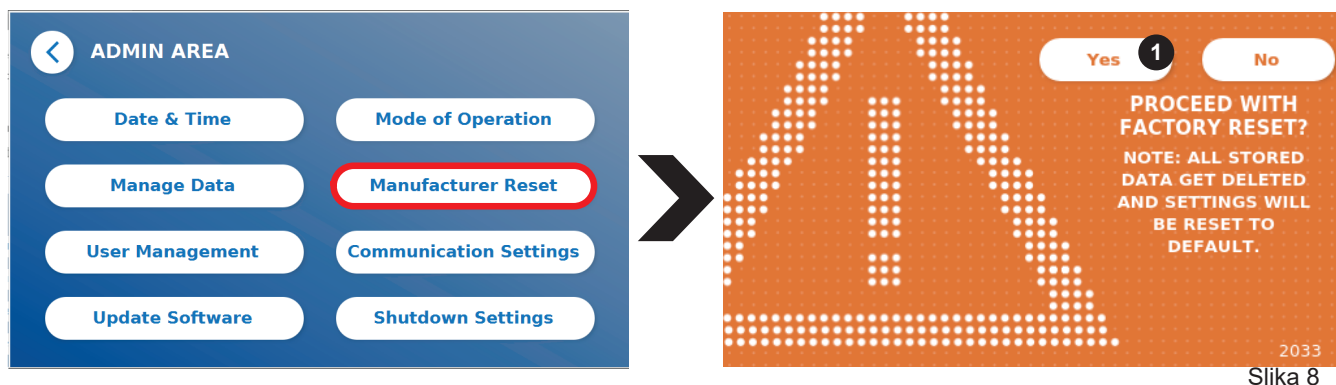 ADMIN AREA
Date & Time
Mode of Operation
Manage Data
Manufacturer Reset
User Management
Communication Settings
Update Software
Shutdown Settings
Yes
1
No
PROCEED WITH
FACTORY RESET?
NOTE: ALL STORED
DATA GET DELETED
AND SETTINGS WILL
BE RESET TO
DEFAULT.
2033
Slika 8